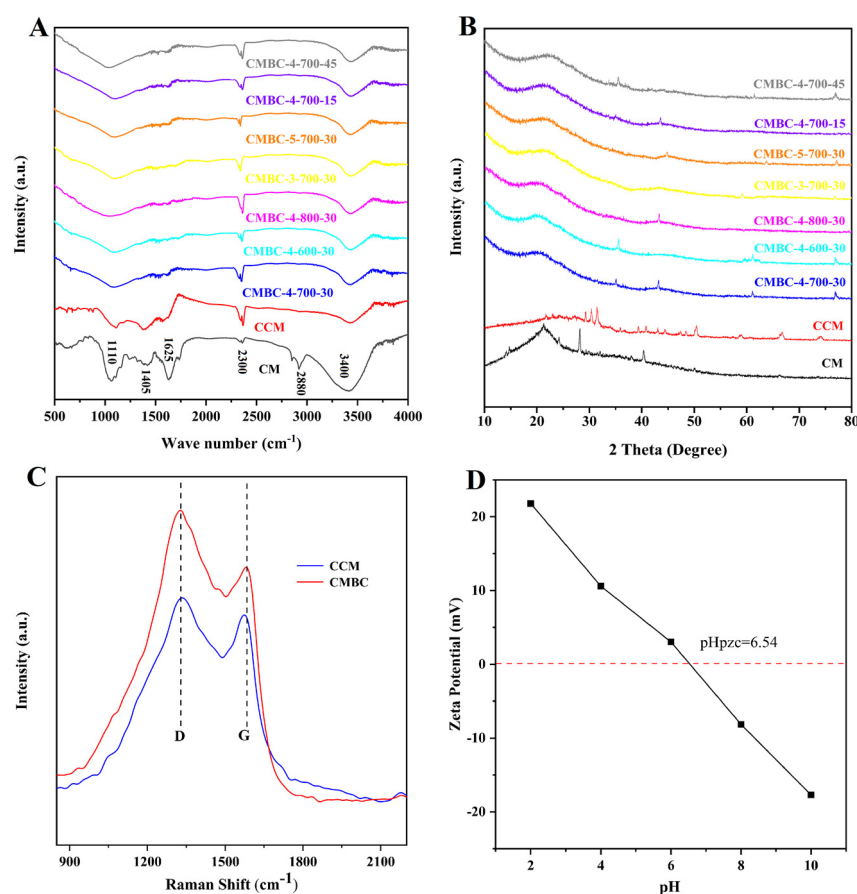 A
CMBC-4-700-45
CMBC-4-700-15
CMBC-5-700-30
CMBC-3-700-30
CMBC-4-800-30
CMBC-4-600-30
CMBC-4-700-30
CCM
CM
1110
1405
1625
2300
2880
3400
500 1000 1500 2000 2500 3000 3500 4000
Wave number (cm⁻¹)
Intensity (a.u.)
B
CMBC-4-700-45
CMBC-4-700-15
CMBC-5-700-30
CMBC-3-700-30
CMBC-4-800-30
CMBC-4-600-30
CMBC-4-700-30
CCM
CM
10 20 30 40 50 60 70 80
2 Theta (Degree)
Intensity (a.u.)
C
CCM
CMBC
D
G
900 1200 1500 1800 2100
Raman Shift (cm⁻¹)
Intensity (a.u.)
D
20
10
0
-10
-20
pHpzc=6.54
2 4 6 8 10
pH
Zeta Potential (mV)